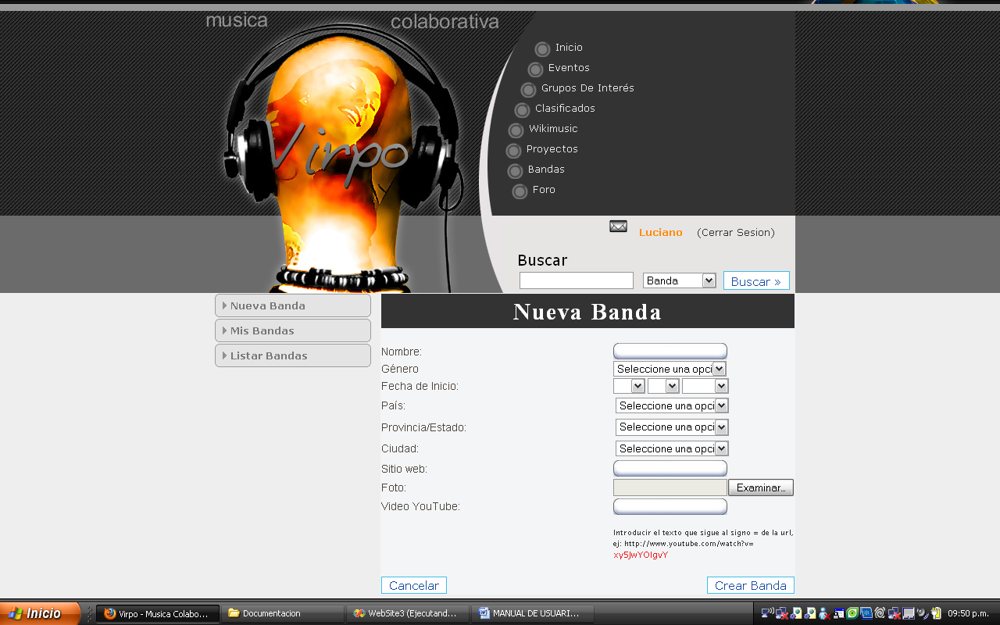 musica colaborativa
Virpo
Inicio
Eventos
Grupos De Interés
Clasificados
Wikimusic
Proyectos
Bandas
Foro
Luciano (Cerrar Sesion)
Buscar
Banda Buscar »
Nueva Banda
Mis Bandas
Listar Bandas
Nueva Banda
Nombre:
Género Seleccione una opci
Fecha de Inicio:
País: Seleccione una opci
Provincia/Estado: Seleccione una opci
Ciudad: Seleccione una opci
Sitio web:
Foto: Examinar...
Video YouTube:
Introducir el texto que sigue al signo = de la url,
ej: http://www.youtube.com/watch?v=
xy5JwYOlgvY
Cancelar Crear Banda
Inicio Virpo - Musica Colabo... Documentacion WebSite3 (Ejecutand... MANUAL DE USUARI... 09:50 p.m.